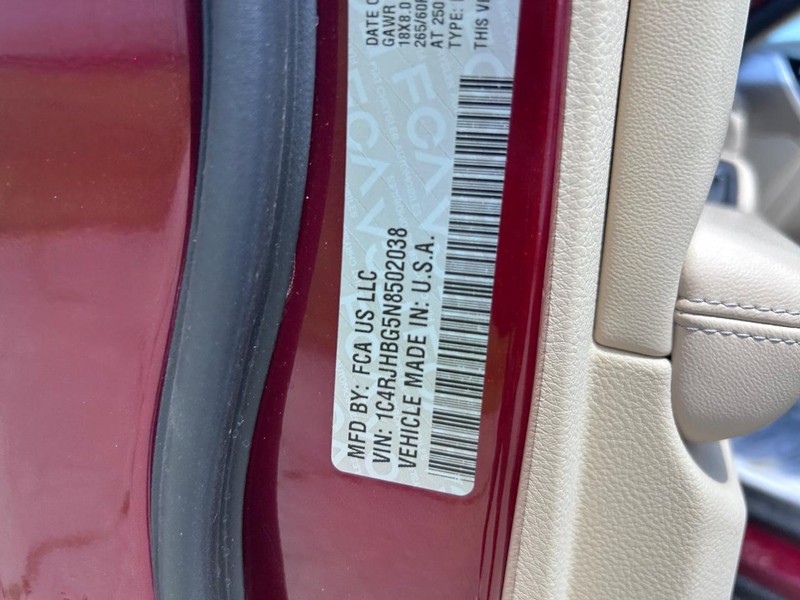 MFD BY: FCA US LLC
VIN: 1C4RJHBG5N8502038
VEHICLE MADE IN: U.S.A.
DATE O
GAWR
18X8.0
265/60R
AT 250
TYPE:
THIS VE
FCA